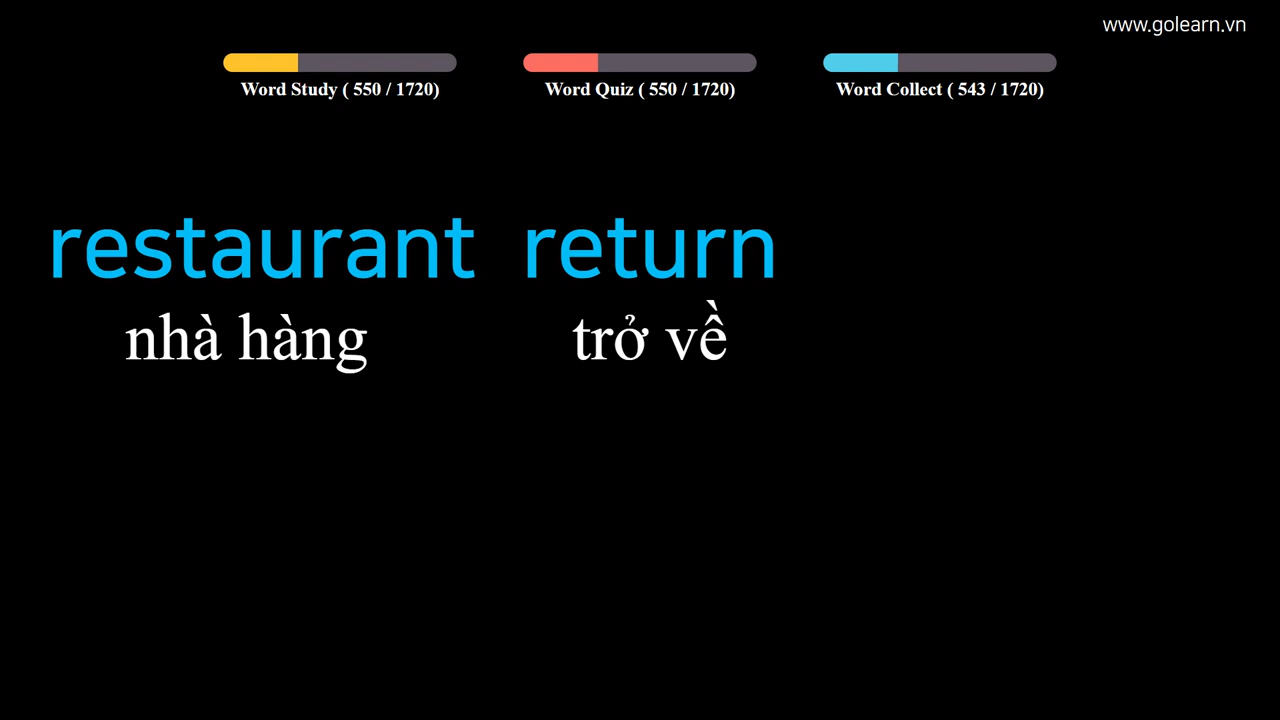 www.golearn.vn
Word Study ( 550 / 1720)
Word Quiz ( 550 / 1720)
Word Collect ( 543 / 1720)
restaurant return
nhà hàng trở về